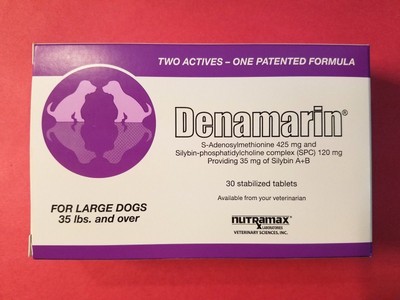 TWO ACTIVES – ONE PATENTED FORMULA
Denamarin®
S-Adenosylmethionine 425 mg and
Silybin-phosphatidylcholine complex (SPC) 120 mg
Providing 35 mg of Silybin A+B
30 stabilized tablets
Available from your veterinarian
FOR LARGE DOGS
35 lbs. and over
nutramax
LABORATORIES
VETERINARY SCIENCES, INC.